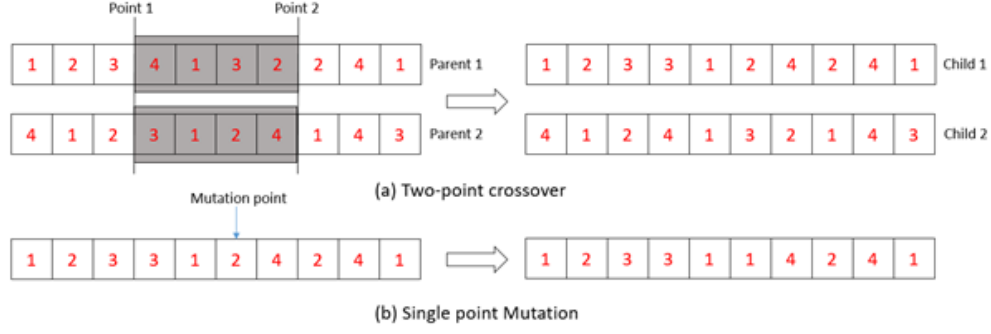 Point 1 Point 2
1 2 3 4 1 3 2 2 4 1 Parent 1 1 2 3 3 1 2 4 2 4 1 Child 1
4 1 2 3 1 2 4 1 4 3 Parent 2 4 1 2 4 1 3 2 1 4 3 Child 2
(a) Two-point crossover
Mutation point
1 2 3 3 1 2 4 2 4 1 1 2 3 3 1 1 4 2 4 1
(b) Single point Mutation